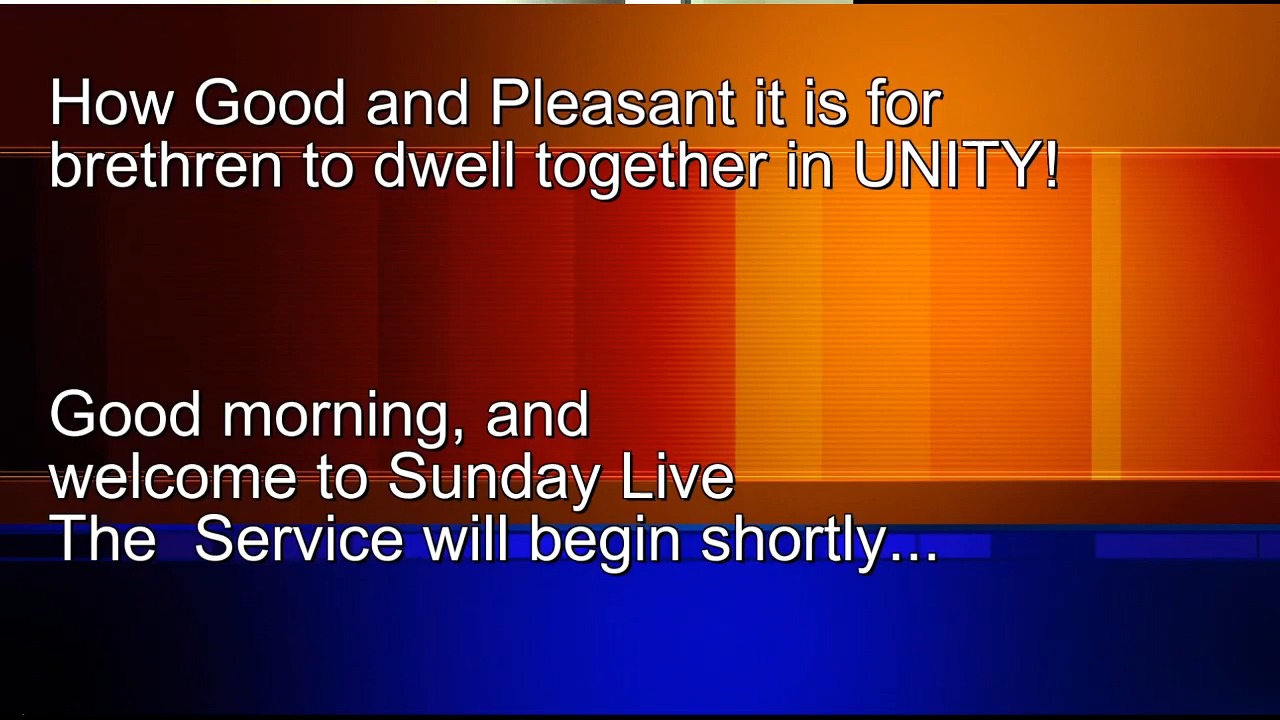 How Good and Pleasant it is for
brethren to dwell together in UNITY!
Good morning, and
welcome to Sunday Live
The  Service will begin shortly...